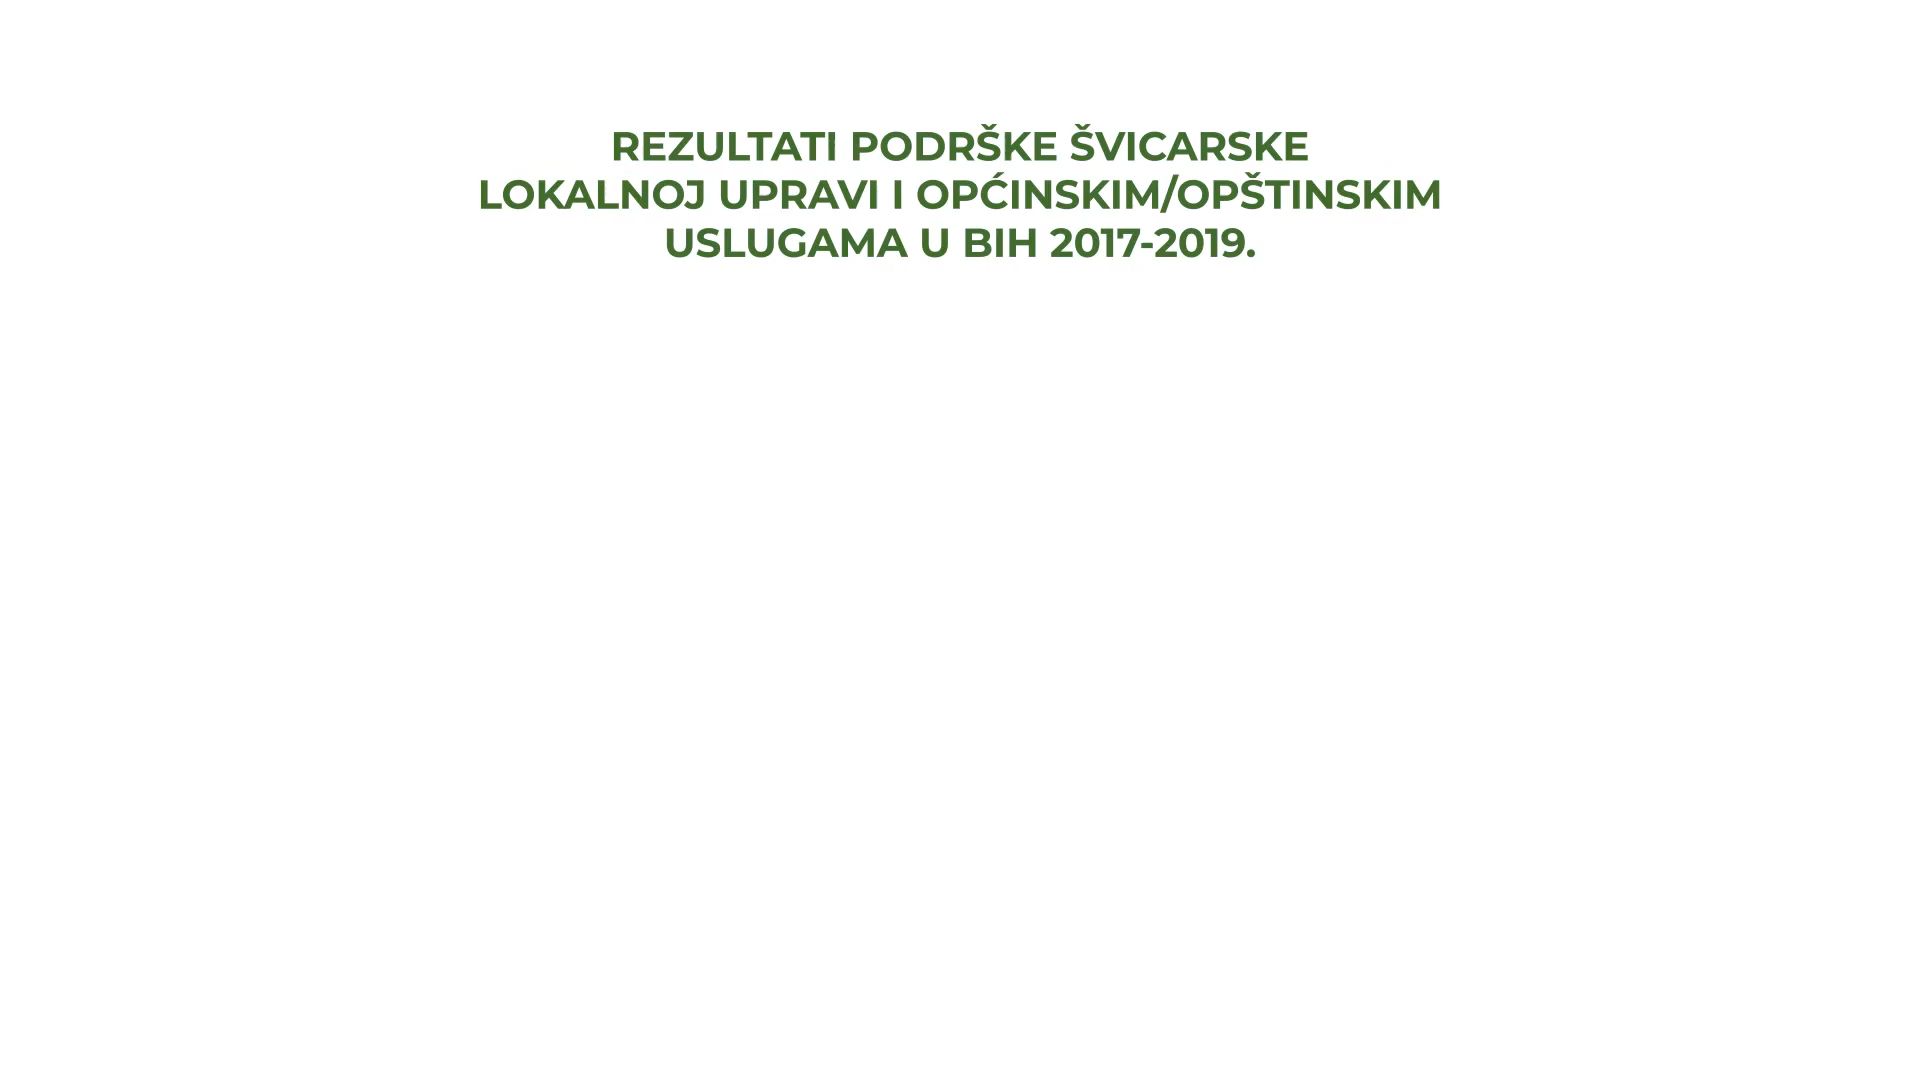 REZULTATI PODRŠKE ŠVICARSKE
LOKALNOJ UPRAVI I OPĆINSKIM/OPŠTINSKIM
USLUGAMA U BIH 2017-2019.